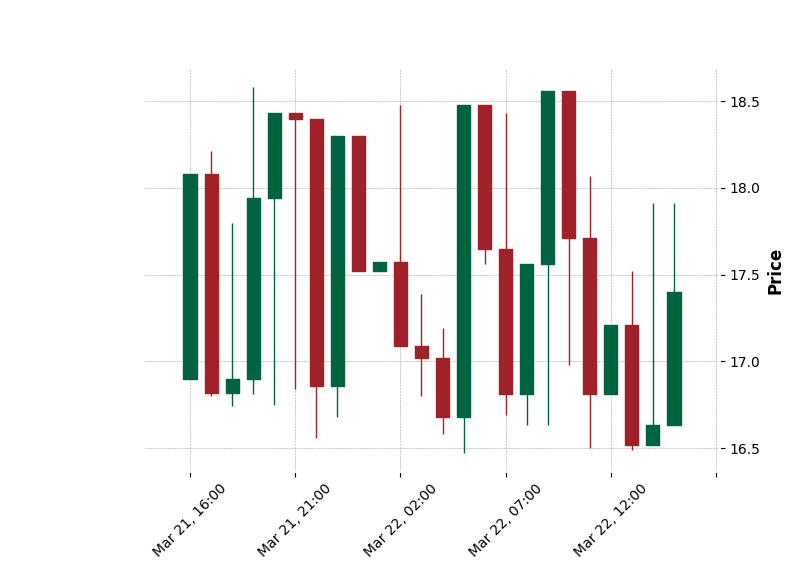 18.5
18.0
17.5
17.0
16.5
Price
Mar 21, 16:00
Mar 21, 21:00
Mar 22, 02:00
Mar 22, 07:00
Mar 22, 12:00